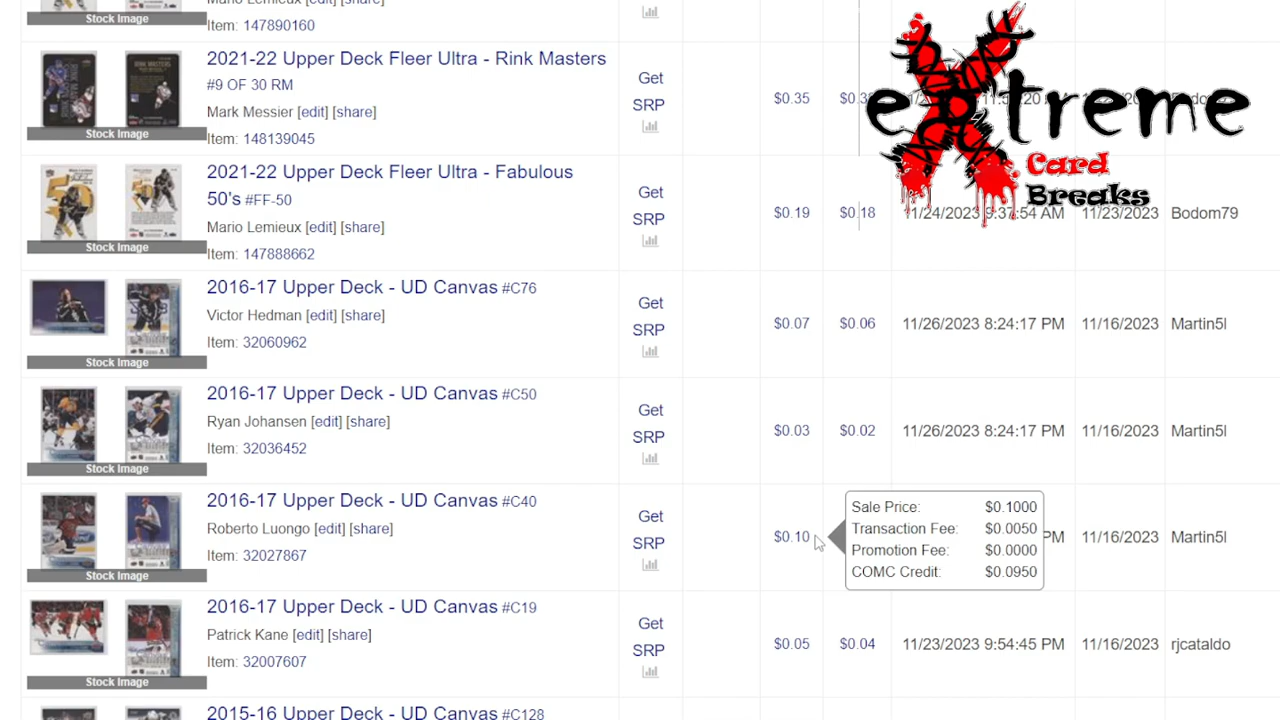 Mario Lemieux [edit] [share]
Stock Image
Item: 147890160
2021-22 Upper Deck Fleer Ultra - Rink Masters
#9 OF 30 RM
Mark Messier [edit] [share]
Item: 148139045
Stock Image
Get
SRP
$0.35
eXtreme
Card
Breaks
2021-22 Upper Deck Fleer Ultra - Fabulous
50's #FF-50
Mario Lemieux [edit] [share]
Item: 147888662
Stock Image
Get
SRP
$0.19
$0.18
11/24/2023 9:37:54 AM
11/23/2023
Bodom79
2016-17 Upper Deck - UD Canvas #C76
Victor Hedman [edit] [share]
Item: 32060962
Stock Image
Get
SRP
$0.07
$0.06
11/26/2023 8:24:17 PM
11/16/2023
Martin5l
2016-17 Upper Deck - UD Canvas #C50
Ryan Johansen [edit] [share]
Item: 32036452
Stock Image
Get
SRP
$0.03
$0.02
11/26/2023 8:24:17 PM
11/16/2023
Martin5l
2016-17 Upper Deck - UD Canvas #C40
Roberto Luongo [edit] [share]
Item: 32027867
Stock Image
Get
SRP
$0.10
Sale Price: $0.1000
Transaction Fee: $0.0050
Promotion Fee: $0.0000
COMC Credit: $0.0950
PM
11/16/2023
Martin5l
2016-17 Upper Deck - UD Canvas #C19
Patrick Kane [edit] [share]
Item: 32007607
Stock Image
Get
SRP
$0.05
$0.04
11/23/2023 9:54:45 PM
11/16/2023
rjcataldo
2015-16 Upper Deck - UD Canvas #C128